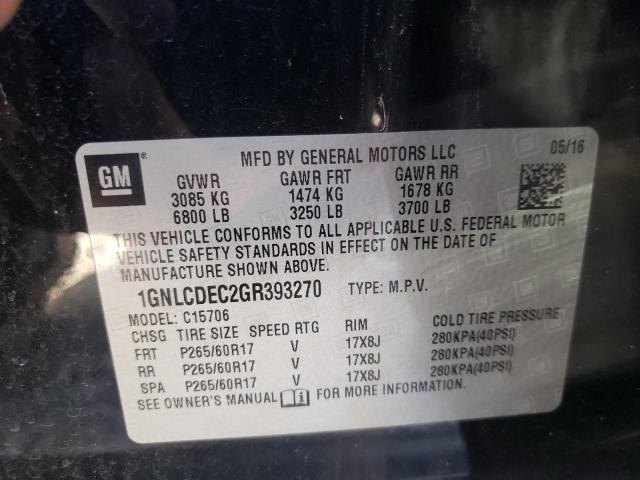 MFD BY GENERAL MOTORS LLC 05/16
GM
GVWR GAWR FRT GAWR RR
3085 KG 1474 KG 1678 KG
6800 LB 3250 LB 3700 LB
THIS VEHICLE CONFORMS TO ALL APPLICABLE U.S. FEDERAL MOTOR
VEHICLE SAFETY STANDARDS IN EFFECT ON THE DATE OF
MANUFACTURE SHOWN ABOVE.
1GNLCDEC2GR393270 TYPE: M.P.V.
MODEL: C15706
CHSG TIRE SIZE SPEED RTG RIM COLD TIRE PRESSURE
FRT P265/60R17 V 17X8J 280KPA(40PSI)
RR P265/60R17 V 17X8J 280KPA(40PSI)
SPA P265/60R17 V 17X8J 280KPA(40PSI)
SEE OWNER'S MANUAL FOR MORE INFORMATION.